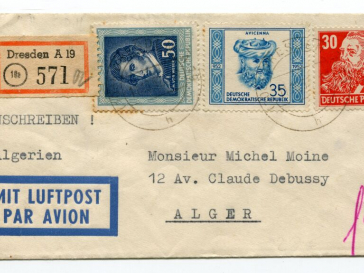 Dresden A 19
10a 571
50
AVICENNA
35
DEUTSCHE
DEMOKRATISCHE REPUBLIK
30
DEUTSCHE
NSCHREIBEN !
lgerien
Monsieur Michel Moine
12 Av. Claude Debussy
ALGER
MIT LUFTPOST
PAR AVION